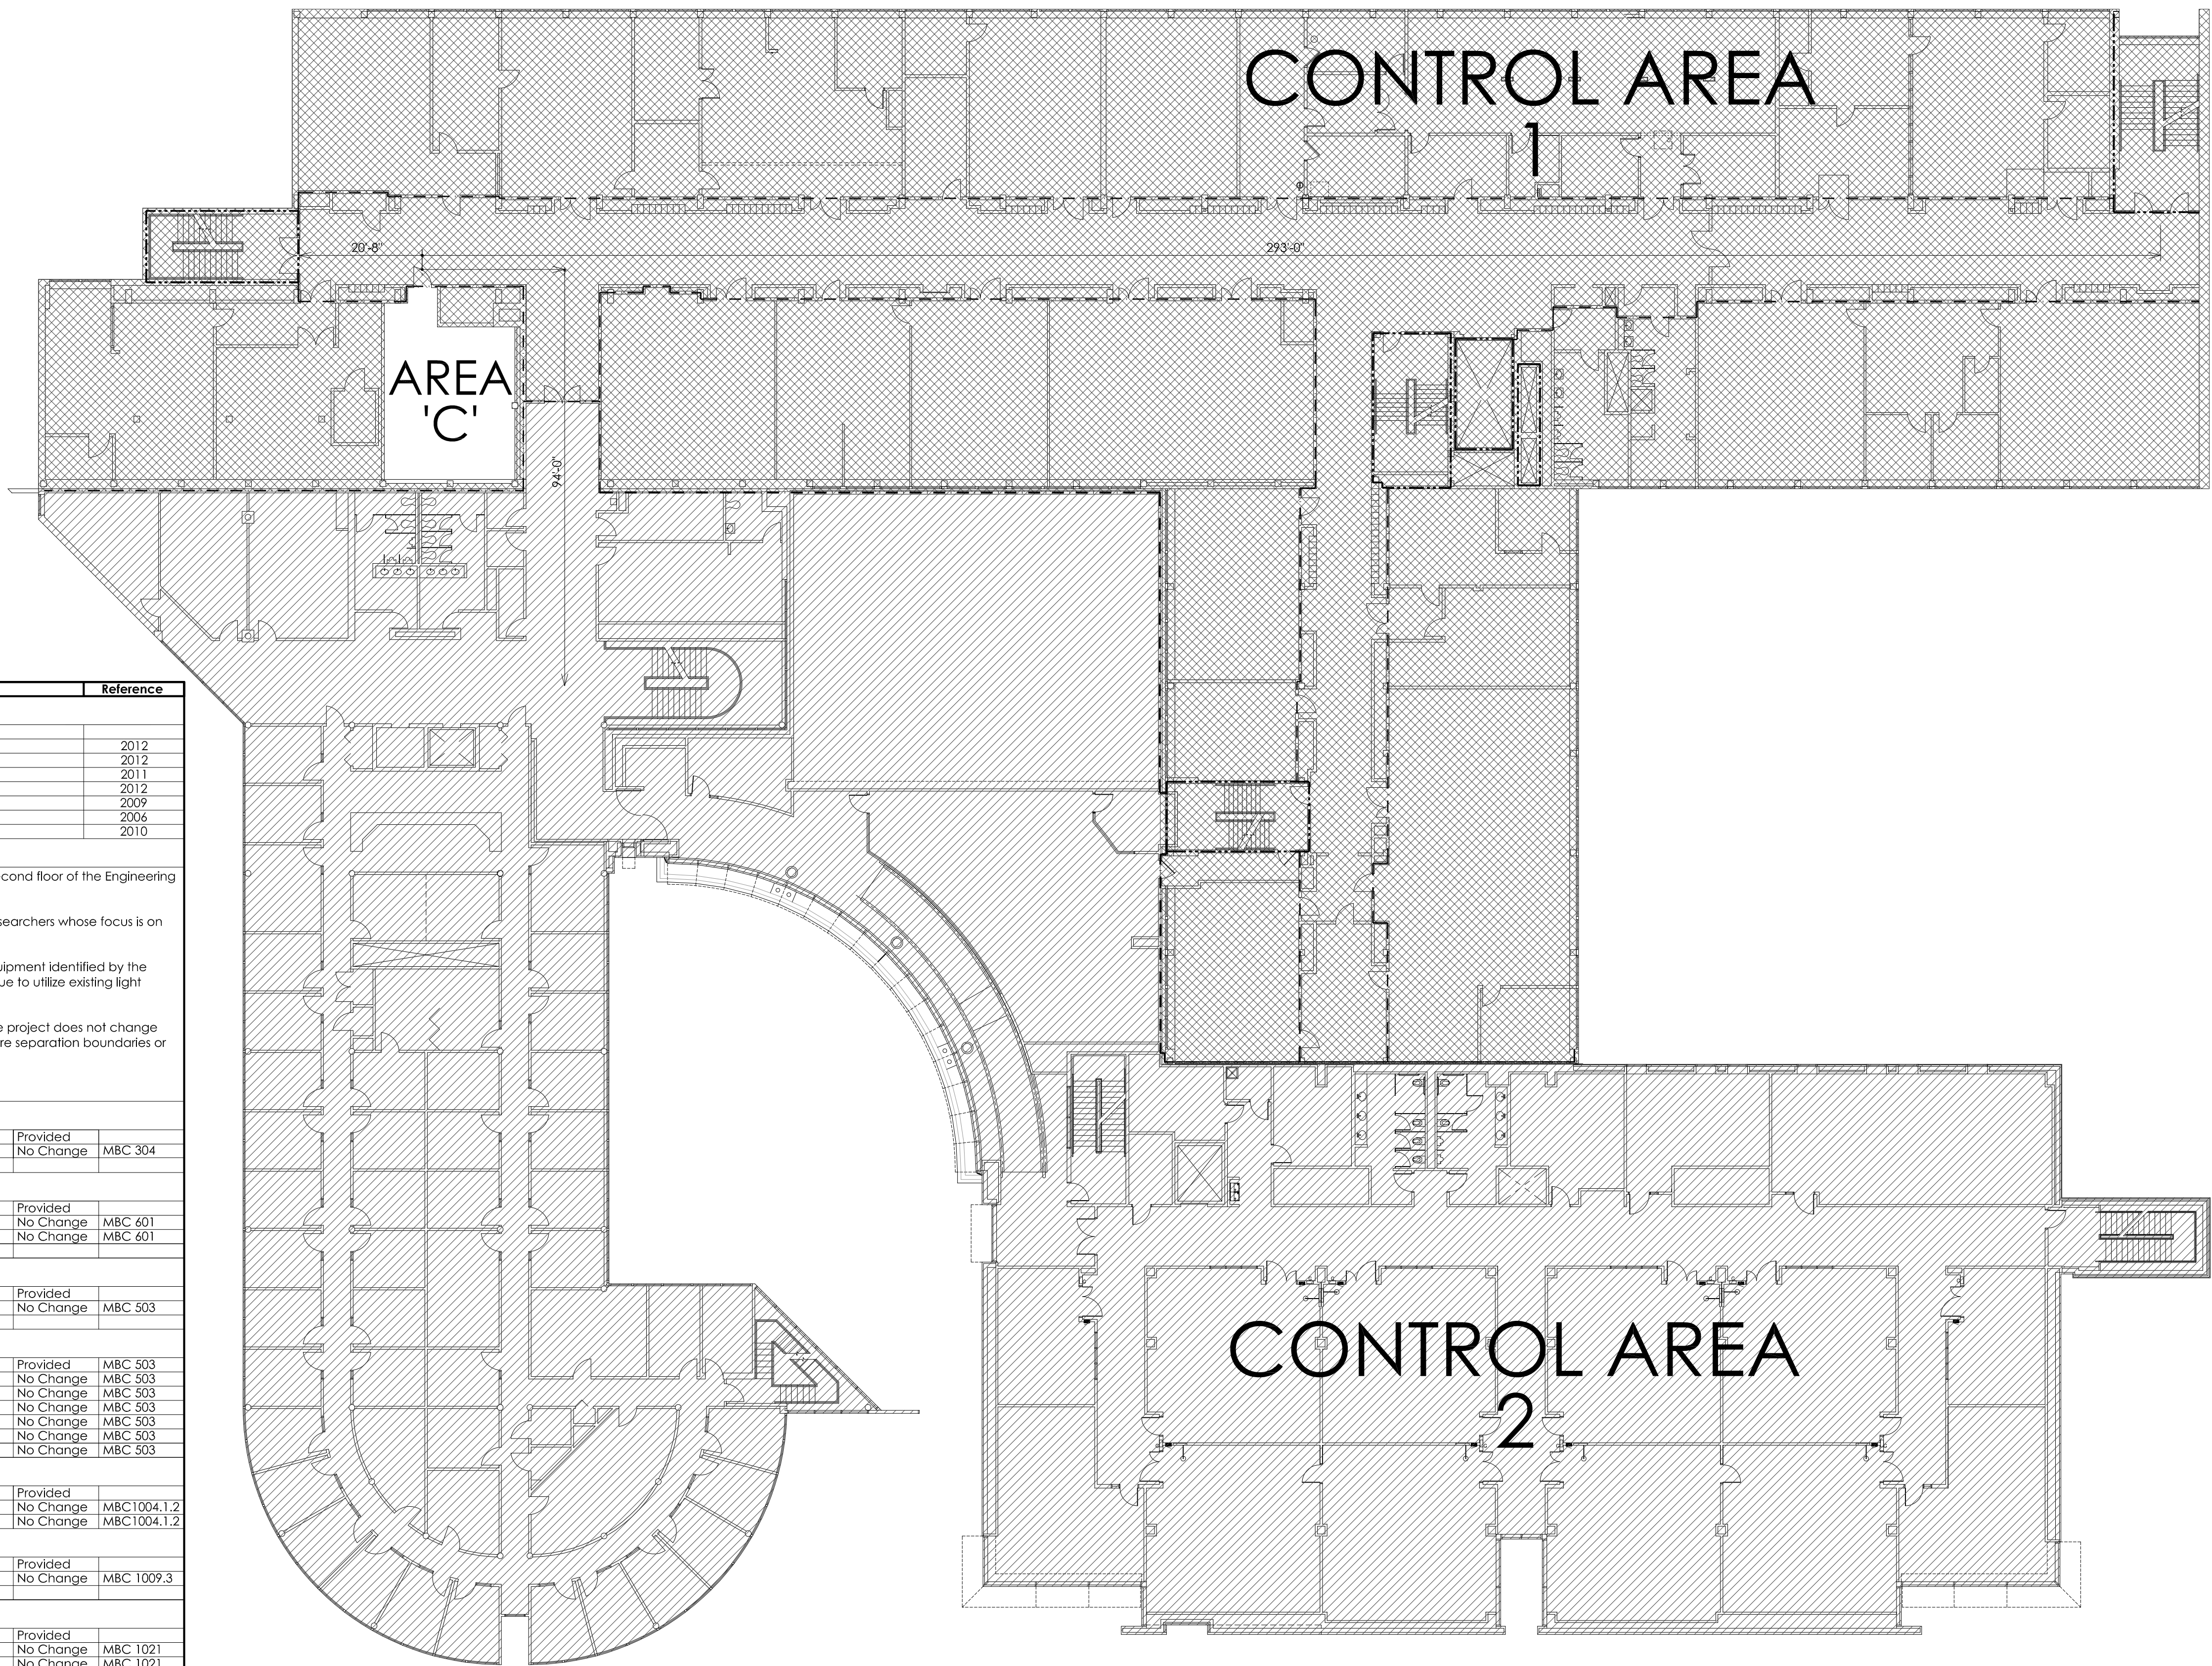 CONTROL AREA
1
20'-8"
293'-0"
AREA
'C'
94'-0"
Reference
2012
2012
2011
2012
2009
2006
2010
cond floor of the Engineering
searchers whose focus is on
uipment identified by the
ue to utilize existing light
e project does not change
re separation boundaries or
Provided
No Change MBC 304
Provided
No Change MBC 601
No Change MBC 601
Provided
No Change MBC 503
Provided MBC 503
No Change MBC 503
No Change MBC 503
No Change MBC 503
No Change MBC 503
No Change MBC 503
No Change MBC 503
Provided
No Change MBC1004.1.2
No Change MBC1004.1.2
Provided
No Change MBC 1009.3
Provided
No Change MBC 1021
No Change MBC 1021
CONTROL AREA
2